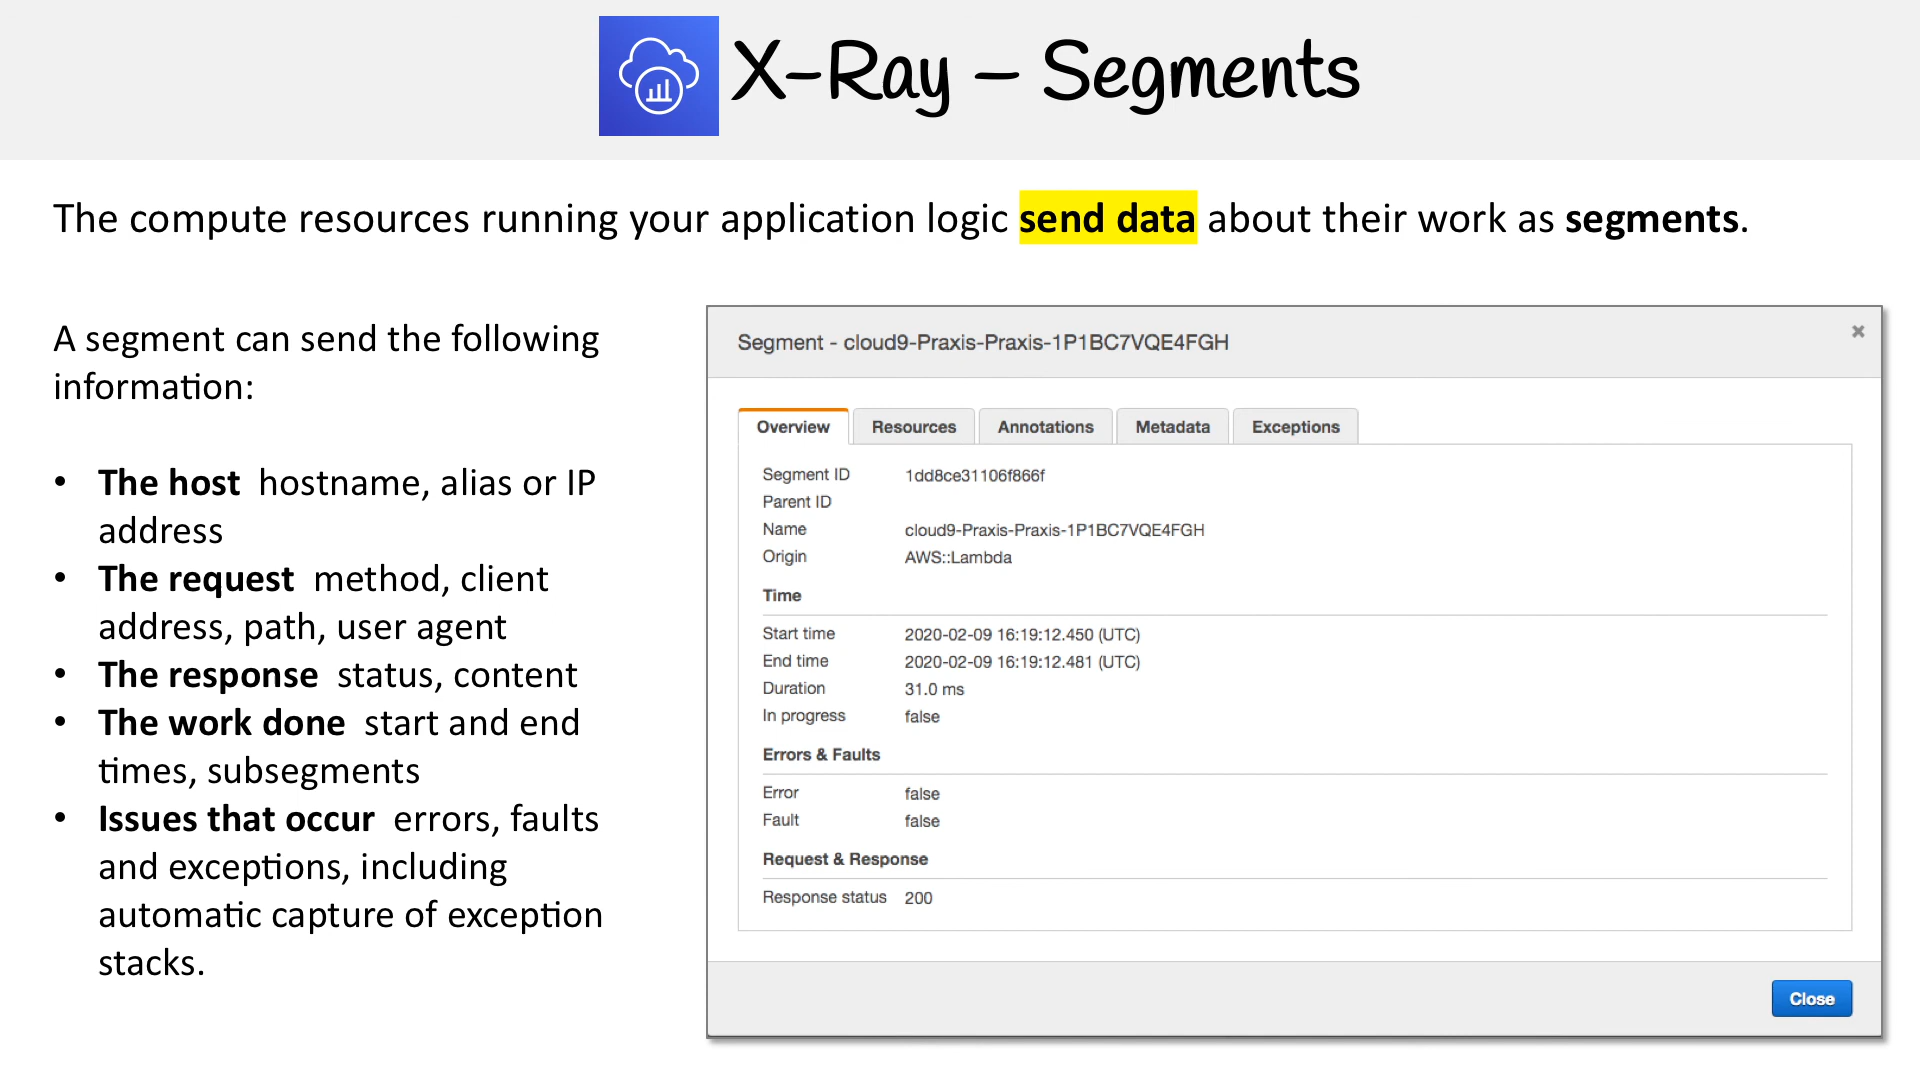 X-Ray – Segments
The compute resources running your application logic send data about their work as segments.
A segment can send the following
information:
• The host hostname, alias or IP
address
• The request method, client
address, path, user agent
• The response status, content
• The work done start and end
times, subsegments
• Issues that occur errors, faults
and exceptions, including
automatic capture of exception
stacks.
Segment - cloud9-Praxis-Praxis-1P1BC7VQE4FGH ×
Overview Resources Annotations Metadata Exceptions
Segment ID 1dd8ce31106f866f
Parent ID
Name cloud9-Praxis-Praxis-1P1BC7VQE4FGH
Origin AWS::Lambda
Time
Start time 2020-02-09 16:19:12.450 (UTC)
End time 2020-02-09 16:19:12.481 (UTC)
Duration 31.0 ms
In progress false
Errors & Faults
Error false
Fault false
Request & Response
Response status 200
Close